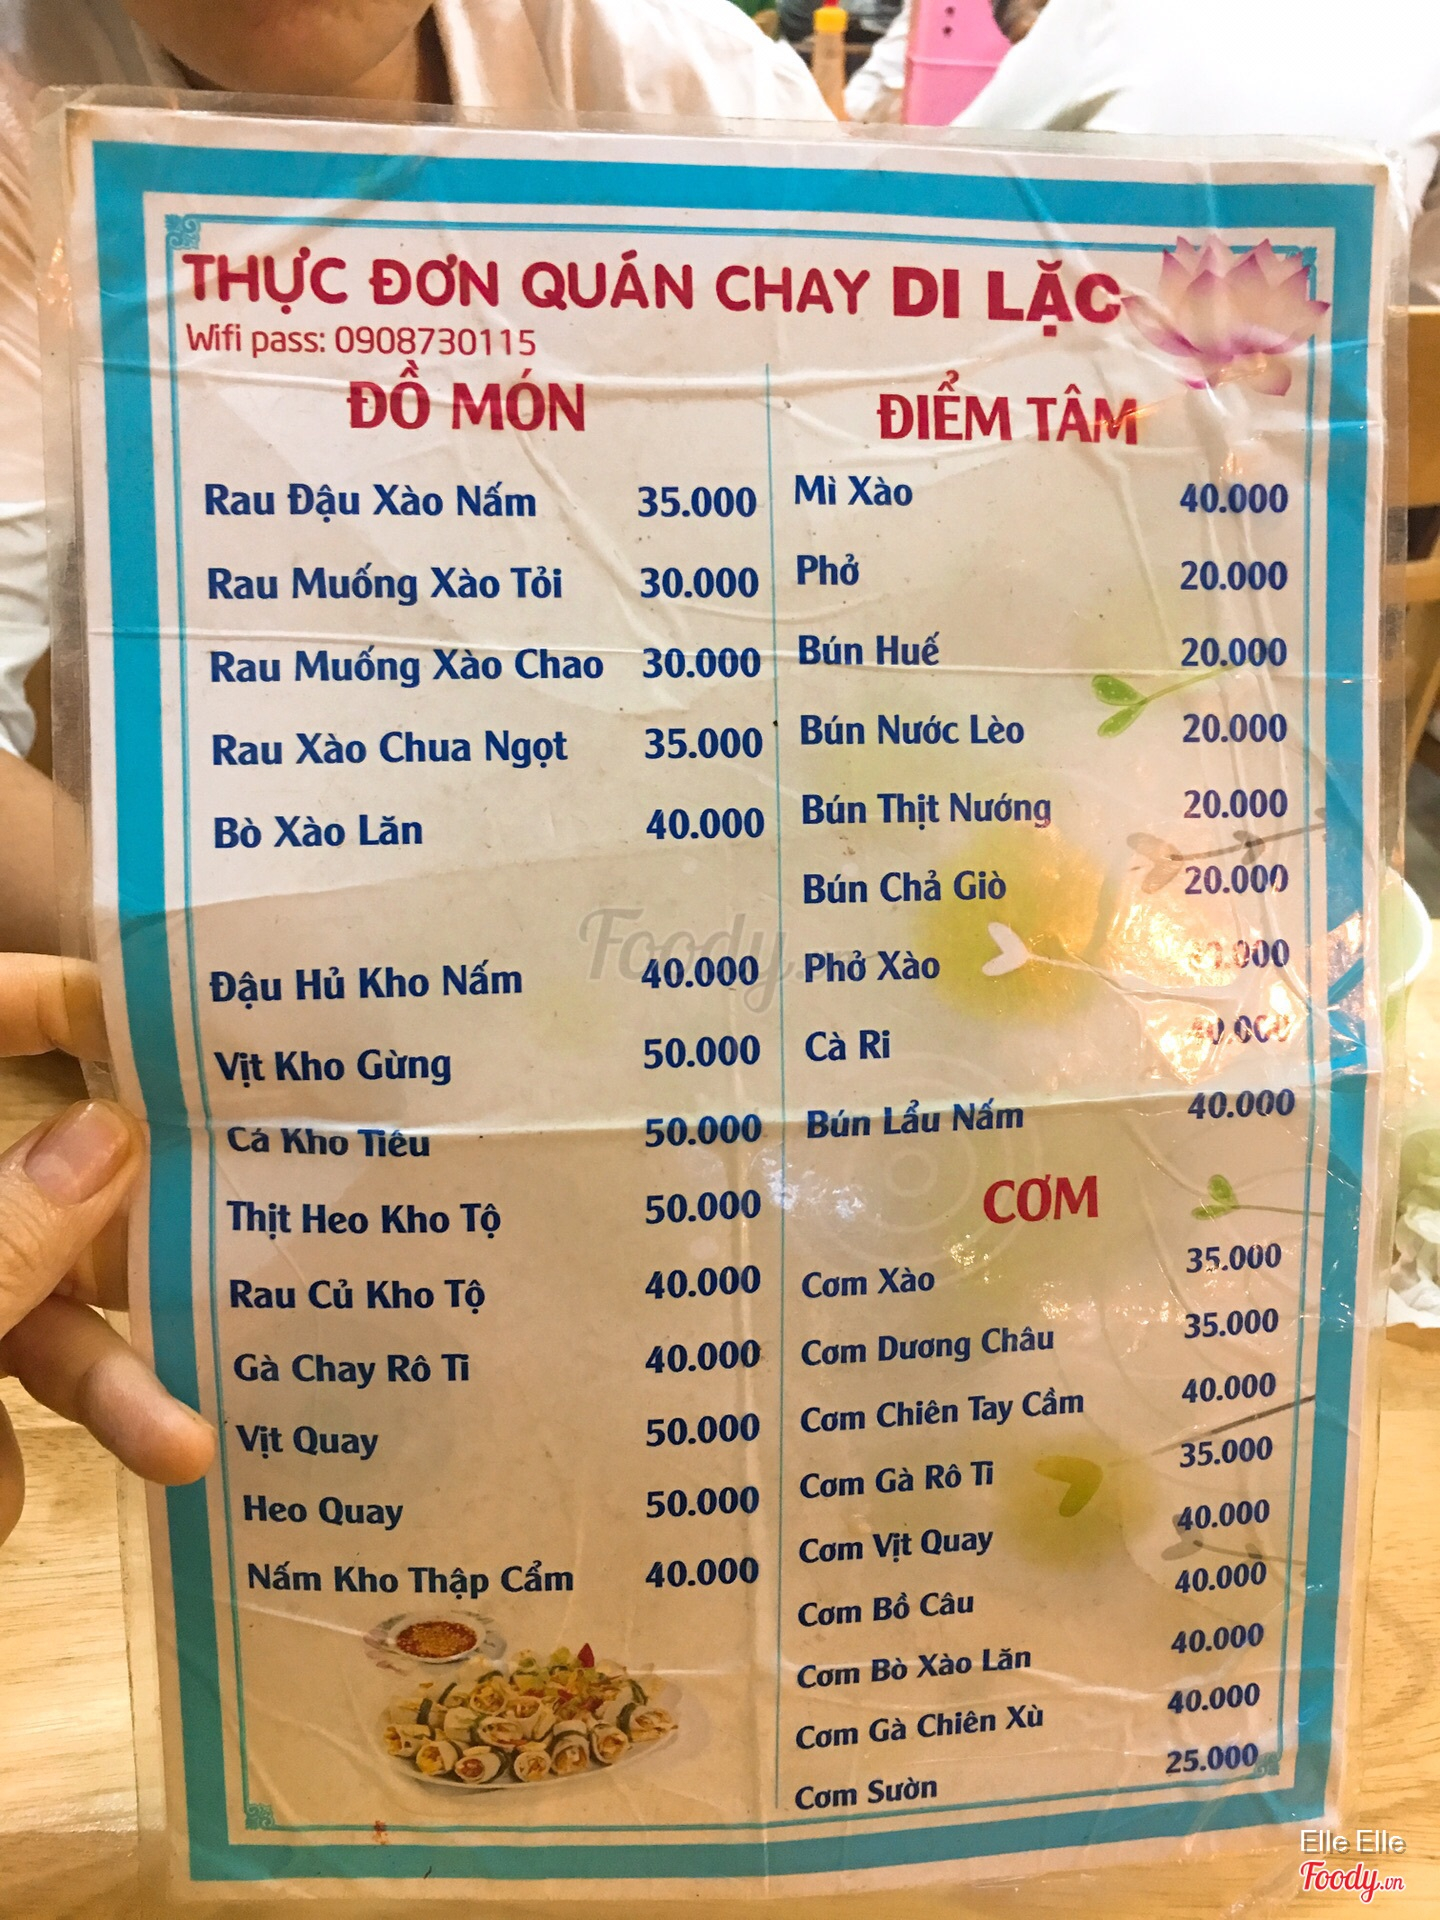 THỰC ĐƠN QUÁN CHAY DI LẶC
Wifi pass: 0908730115
ĐỒ MÓN
Rau Đậu Xào Nấm 35.000
Rau Muống Xào Tỏi 30.000
Rau Muống Xào Chao 30.000
Rau Xào Chua Ngọt 35.000
Bò Xào Lăn 40.000
Đậu Hủ Kho Nấm 40.000
Vịt Kho Gừng 50.000
Cá Kho Tiêu 50.000
Thịt Heo Kho Tộ 50.000
Rau Củ Kho Tộ 40.000
Gà Chay Rô Ti 40.000
Vịt Quay 50.000
Heo Quay 50.000
Nấm Kho Thập Cẩm 40.000
ĐIỂM TÂM
Mì Xào 40.000
Phở 20.000
Bún Huế 20.000
Bún Nước Lèo 20.000
Bún Thịt Nướng 20.000
Bún Chả Giò 20.000
Phở Xào
Cà Ri 40.000
Bún Lẩu Nấm 40.000
CƠM
Cơm Xào 35.000
Cơm Dương Châu 35.000
Cơm Chiên Tay Cầm 40.000
Cơm Gà Rô Ti 35.000
Cơm Vịt Quay 40.000
Cơm Bồ Câu 40.000
Cơm Bò Xào Lăn 40.000
Cơm Gà Chiên Xù 40.000
Cơm Sườn 25.000
Foody.vn
Elle Elle
Foody.vn